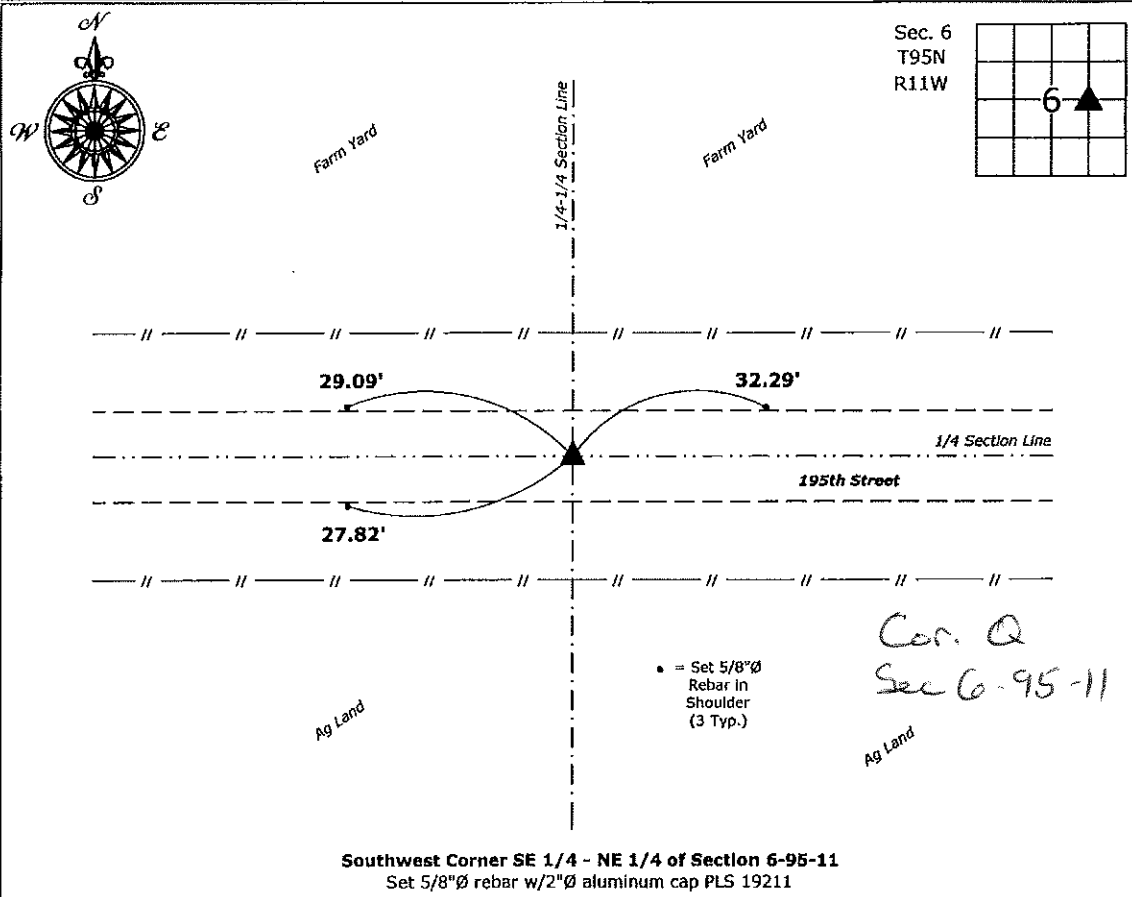 N
W
E
S
Sec. 6
T95N
R11W
6
Farm Yard
Farm Yard
1/4-1/4 Section Line
29.09'
32.29'
1/4 Section Line
195th Street
27.82'
Cor. Q
Sec 6-95-11
• = Set 5/8"Ø
Rebar in
Shoulder
(3 Typ.)
Ag Land
Ag Land
Southwest Corner SE 1/4 - NE 1/4 of Section 6-95-11
Set 5/8"Ø rebar w/2"Ø aluminum cap PLS 19211